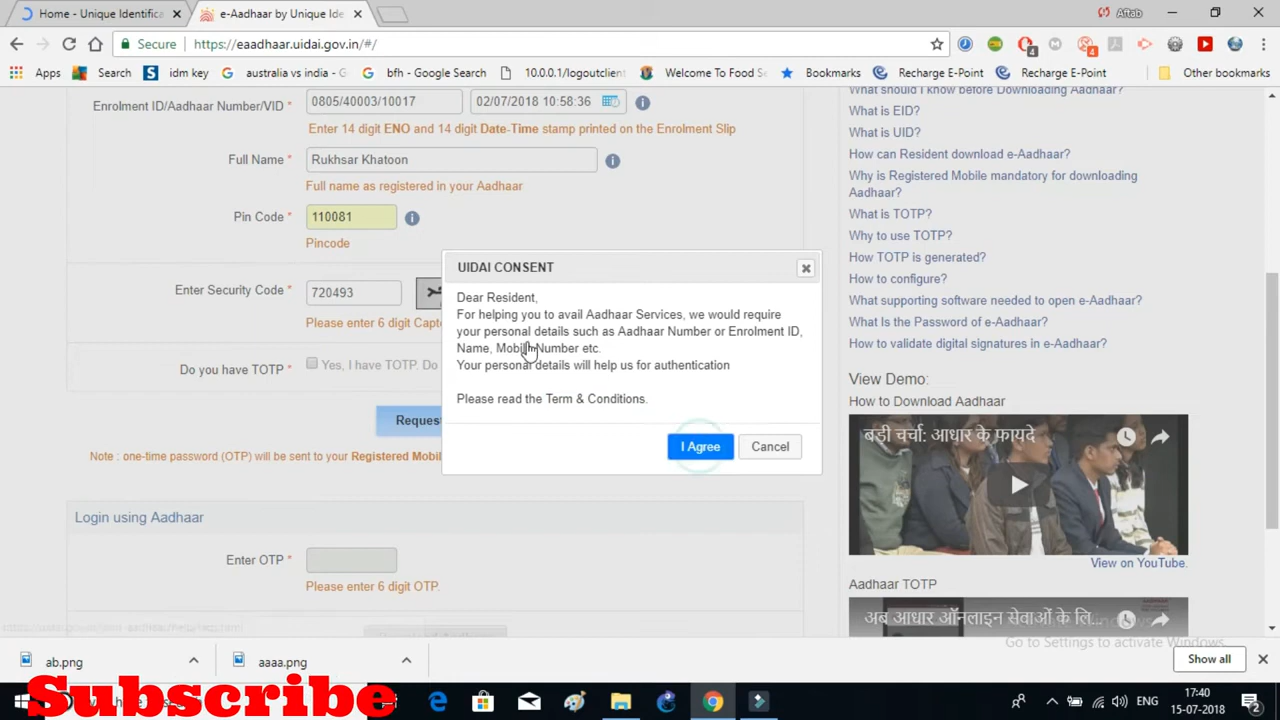 Home - Unique Identifica
e-Aadhaar by Unique Ide
Aftab
Secure
https://eaadhaar.uidai.gov.in/#/
4
4
Apps
Search
idm key
australia vs india - G
bfh - Google Search
10.0.0.1/logoutclient
Welcome To Food S
Bookmarks
Recharge E-Point
Recharge E-Point
Other bookmarks
Enrolment ID/Aadhaar Number/VID *
0805/40003/10017
02/07/2018 10:58:36
Enter 14 digit ENO and 14 digit Date-Time stamp printed on the Enrolment Slip
Full Name *
Rukhsar Khatoon
Full name as registered in your Aadhaar
Pin Code *
110081
Pincode
Enter Security Code *
720493
Please enter 6 digit Captc
Do you have TOTP *
Yes, I have TOTP. Do
Request
Note : one-time password (OTP) will be sent to your Registered Mobil
Login using Aadhaar
Enter OTP *
Please enter 6 digit OTP.
UIDAI CONSENT
Dear Resident,
For helping you to avail Aadhaar Services, we would require
your personal details such as Aadhaar Number or Enrolment ID,
Name, Mobile Number etc.
Your personal details will help us for authentication
Please read the Term & Conditions.
I Agree
Cancel
What should I know before Downloading Aadhaar?
What is EID?
What is UID?
How can Resident download e-Aadhaar?
Why is Registered Mobile mandatory for downloading
Aadhaar?
What is TOTP?
Why to use TOTP?
How TOTP is generated?
How to configure?
What supporting software needed to open e-Aadhaar?
What Is the Password of e-Aadhaar?
How to validate digital signatures in e-Aadhaar?
View Demo:
How to Download Aadhaar
बड़ी चर्चा: आधार के फायदे
View on YouTube.
Aadhaar TOTP
अब आधार ऑनलाइन सेवाओं के लि...
Go to Settings to activate Windows.
ab.png
aaaa.png
Show all
Subscribe
ENG
17:40
15-07-2018
2